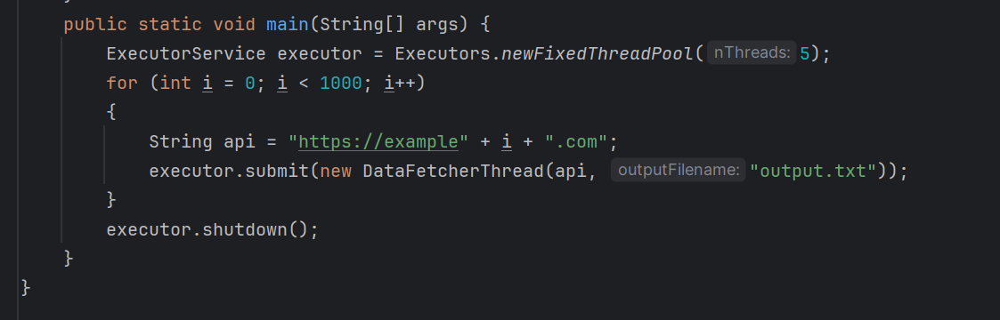 public static void main(String[] args) {
ExecutorService executor = Executors.newFixedThreadPool( nThreads: 5);
for (int i = 0; i < 1000; i++)
{
String api = "https://example" + i + ".com";
executor.submit(new DataFetcherThread(api, outputFilename: "output.txt"));
}
executor.shutdown();
}
}